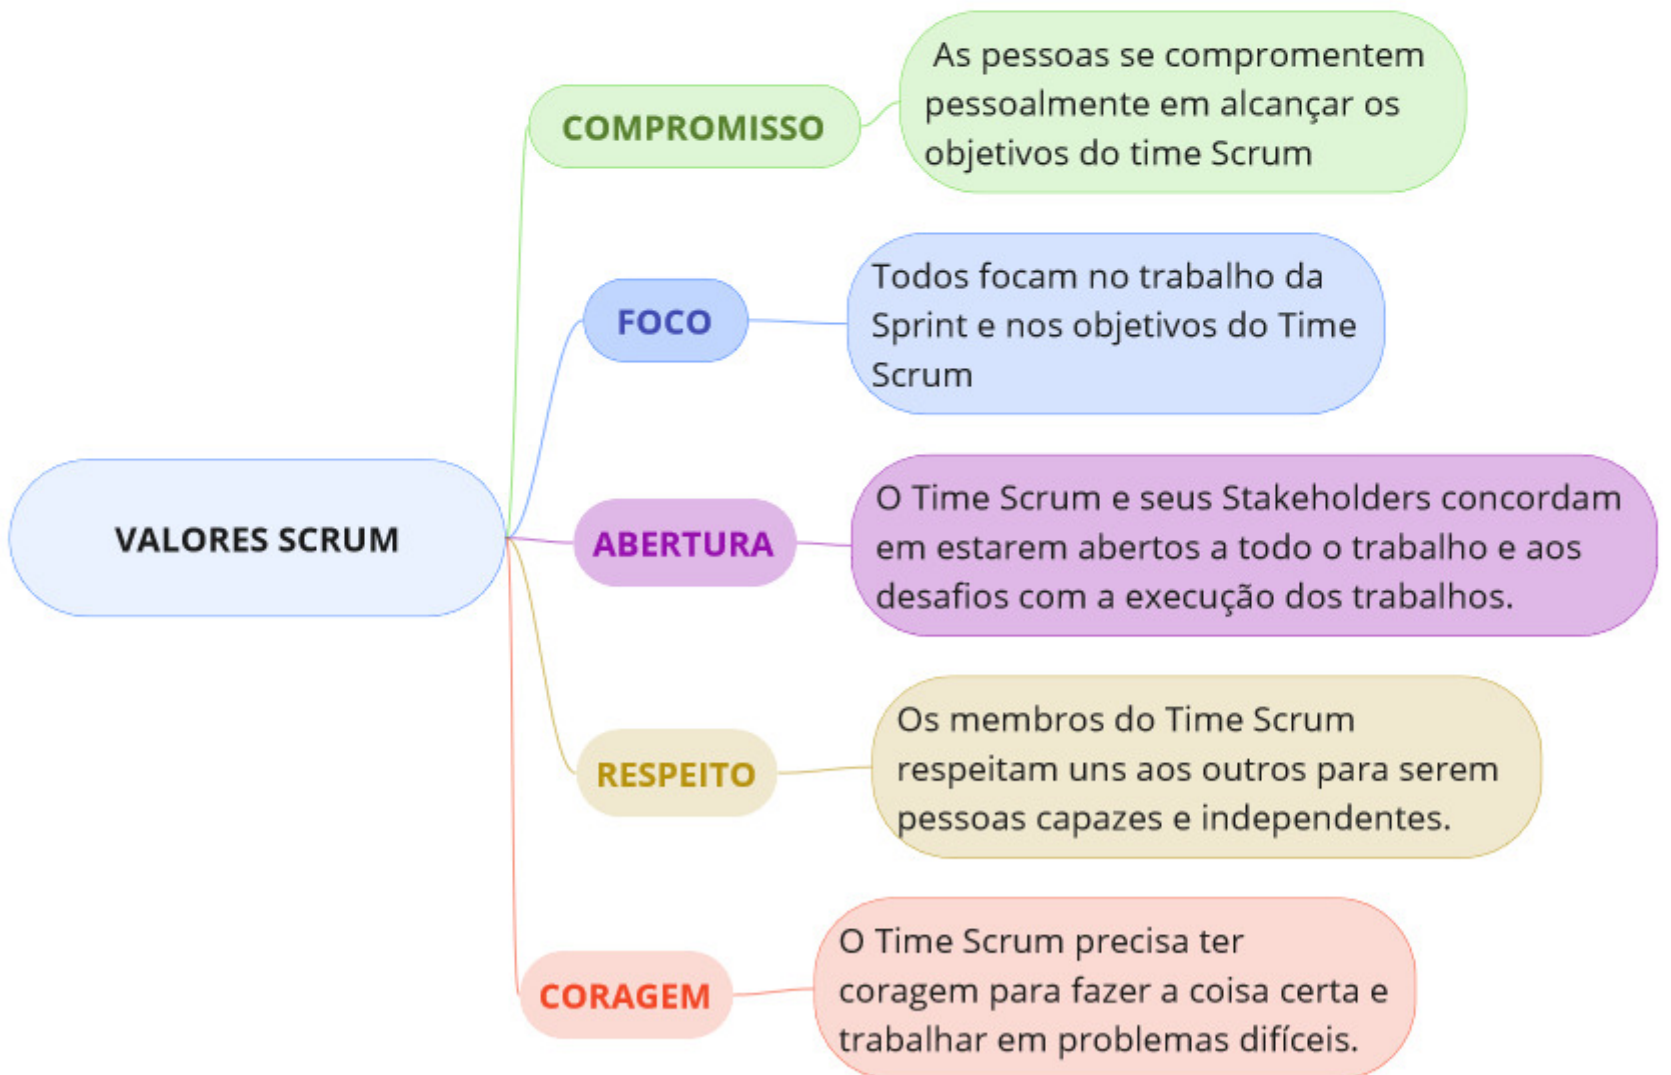 VALORES SCRUM
COMPROMISSO
As pessoas se compromentem
pessoalmente em alcançar os
objetivos do time Scrum
FOCO
Todos focam no trabalho da
Sprint e nos objetivos do Time
Scrum
ABERTURA
O Time Scrum e seus Stakeholders concordam
em estarem abertos a todo o trabalho e aos
desafios com a execução dos trabalhos.
RESPEITO
Os membros do Time Scrum
respeitam uns aos outros para serem
pessoas capazes e independentes.
CORAGEM
O Time Scrum precisa ter
coragem para fazer a coisa certa e
trabalhar em problemas difíceis.